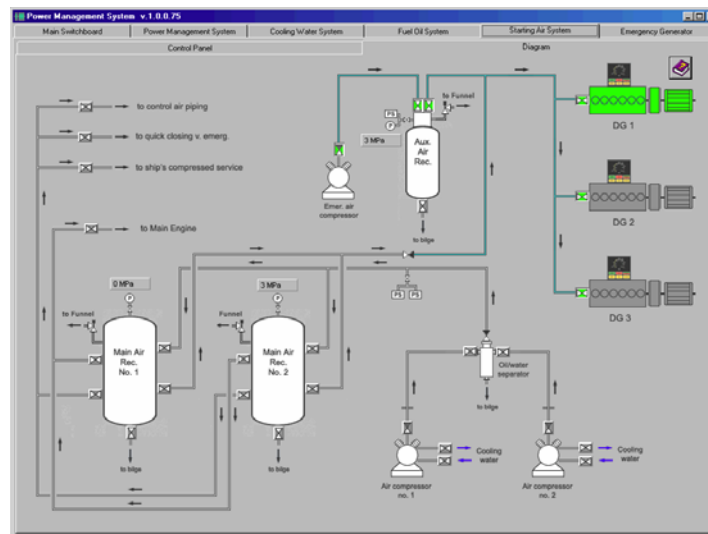 Power Management System v.1.0.0.75
Main Switchboard
Power Management System
Cooling Water System
Fuel Oil System
Starting Air System
Emergency Generator
Control Panel
Diagram
to control air piping
to quick closing v. emerg.
to ship's compressed service
to Main Engine
Emer. air
compressor
3 MPa
PS
P
to Funnel
Aux.
Air
Rec.
to bilge
DG 1
DG 2
DG 3
0 MPa
P
to Funnel
Main Air
Rec.
No. 1
to bilge
3 MPa
P
Funnel
Main Air
Rec.
No. 2
to bilge
PS
PS
Oil/water
separator
to bilge
Air compressor
no. 1
Cooling
water
Air compressor
no. 2
Cooling
water